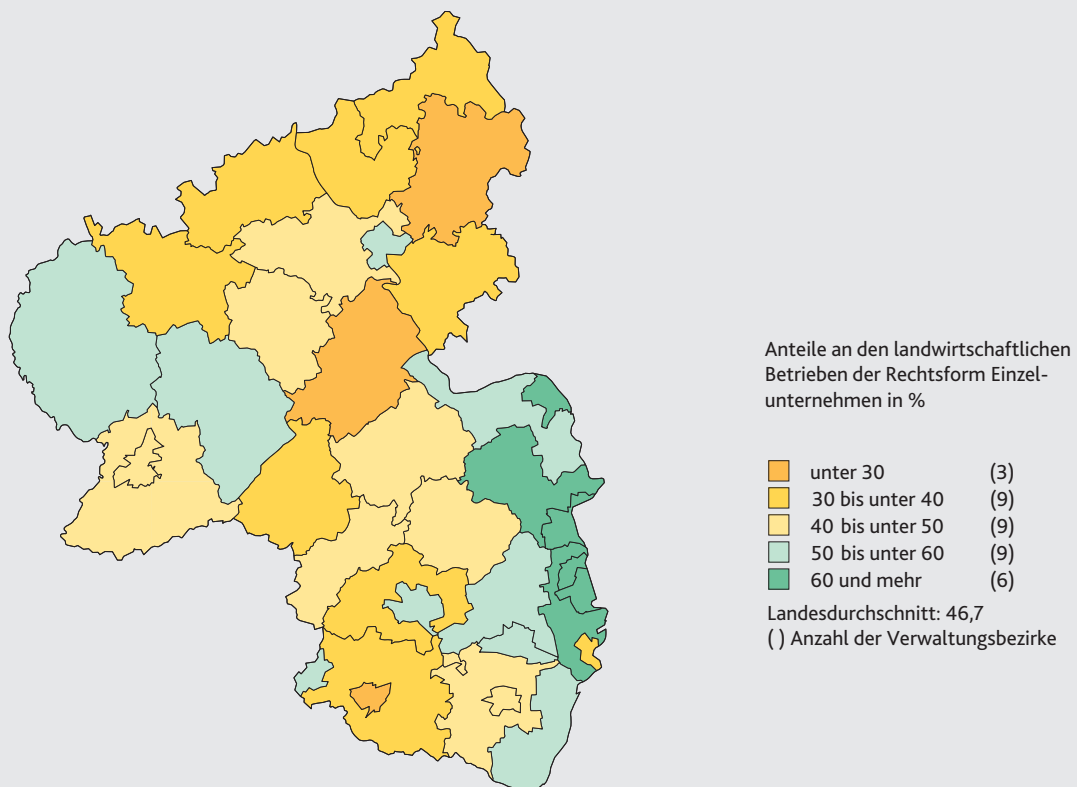 Anteile an den landwirtschaftlichen
Betrieben der Rechtsform Einzel-
unternehmen in %
unter 30 (3)
30 bis unter 40 (9)
40 bis unter 50 (9)
50 bis unter 60 (9)
60 und mehr (6)
Landesdurchschnitt: 46,7
( ) Anzahl der Verwaltungsbezirke